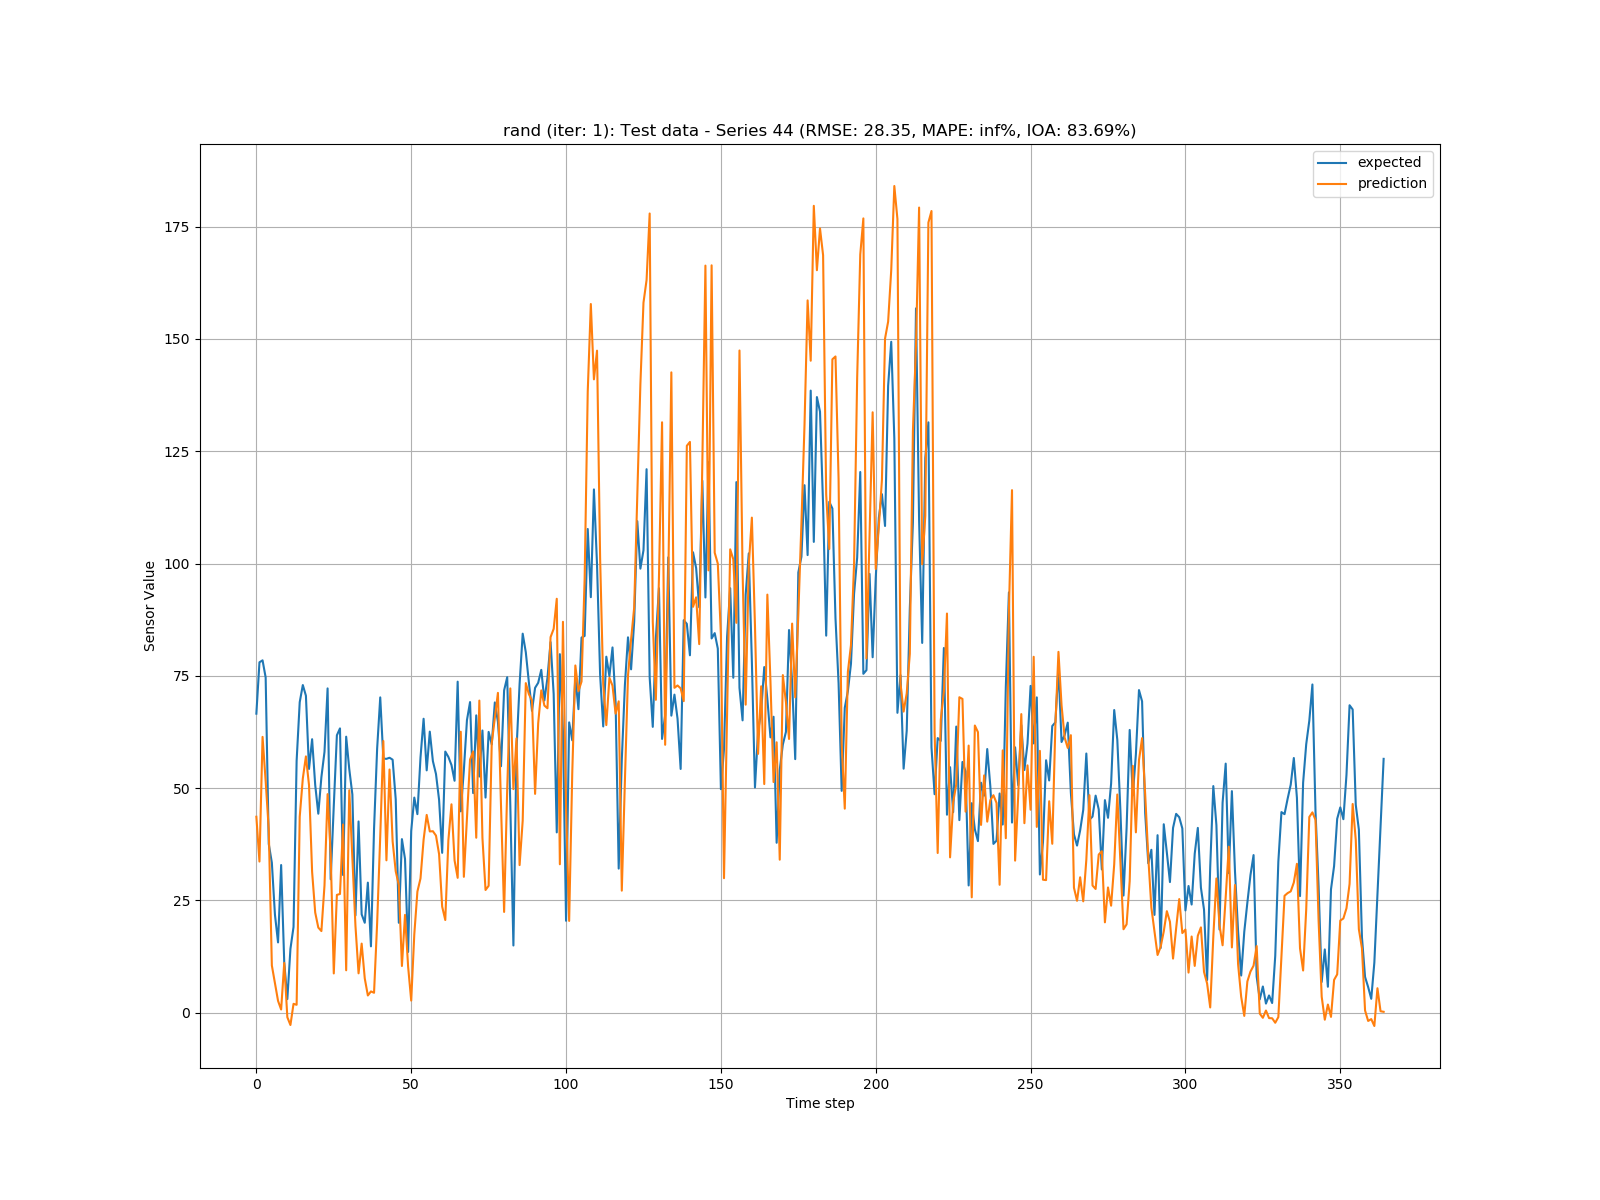 rand (iter: 1): Test data - Series 44 (RMSE: 28.35, MAPE: inf%, IOA: 83.69%)
expected
prediction
175
150
125
100
75
50
25
0
Sensor Value
0 50 100 150 200 250 300 350
Time step